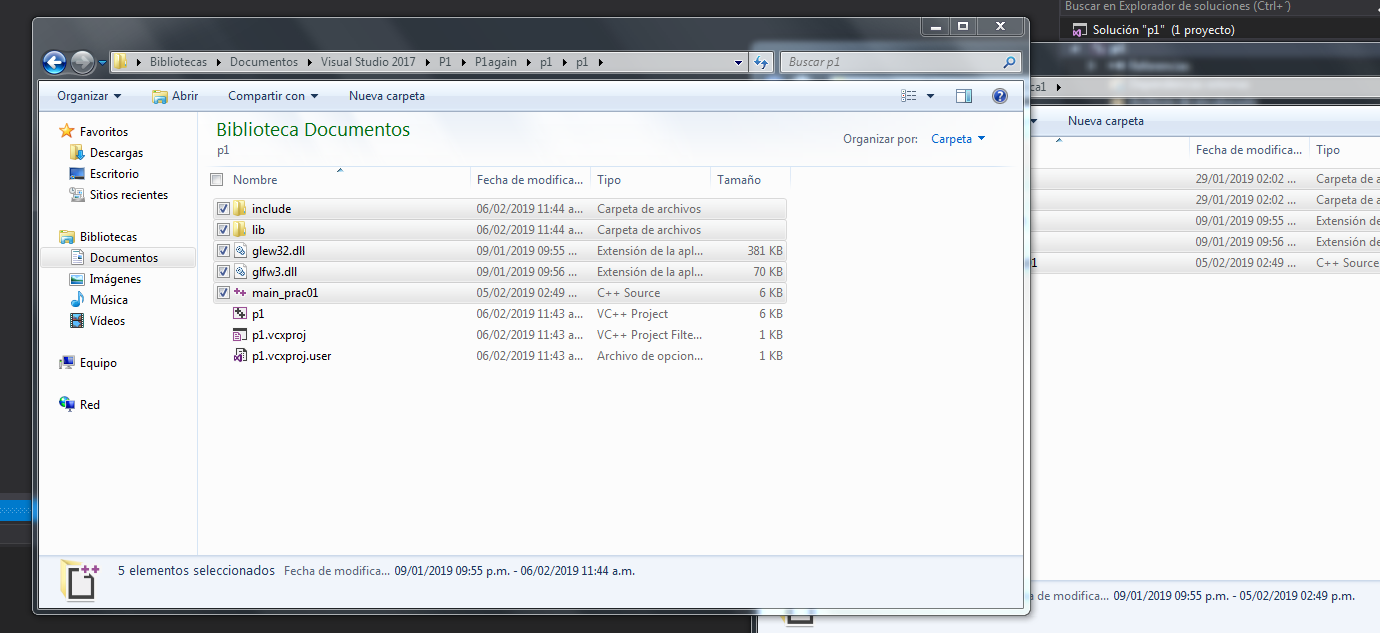 Buscar en Explorador de soluciones (Ctrl+´)
Solución "p1" (1 proyecto)
Bibliotecas Documentos Visual Studio 2017 P1 P1again p1 p1
Buscar p1
Organizar Abrir Compartir con Nueva carpeta
Favoritos
Descargas
Escritorio
Sitios recientes
Bibliotecas
Documentos
Imágenes
Música
Vídeos
Equipo
Red
Biblioteca Documentos
p1
Organizar por: Carpeta
Nombre Fecha de modifica... Tipo Tamaño
include 06/02/2019 11:44 a... Carpeta de archivos
lib 06/02/2019 11:44 a... Carpeta de archivos
glew32.dll 09/01/2019 09:55 ... Extensión de la apl... 381 KB
glfw3.dll 09/01/2019 09:56 ... Extensión de la apl... 70 KB
main_prac01 05/02/2019 02:49 ... C++ Source 6 KB
p1 06/02/2019 11:43 a... VC++ Project 6 KB
p1.vcxproj 06/02/2019 11:43 a... VC++ Project Filte... 1 KB
p1.vcxproj.user 06/02/2019 11:43 a... Archivo de opcion... 1 KB
5 elementos seleccionados Fecha de modifica... 09/01/2019 09:55 p.m. - 06/02/2019 11:44 a.m.
ca1
Nueva carpeta
Fecha de modifica... Tipo
29/01/2019 02:02 ... Carpeta de a
29/01/2019 02:02 ... Carpeta de a
09/01/2019 09:55 ... Extensión de
09/01/2019 09:56 ... Extensión de
1 05/02/2019 02:49 ... C++ Source
a de modifica... 09/01/2019 09:55 p.m. - 05/02/2019 02:49 p.m.